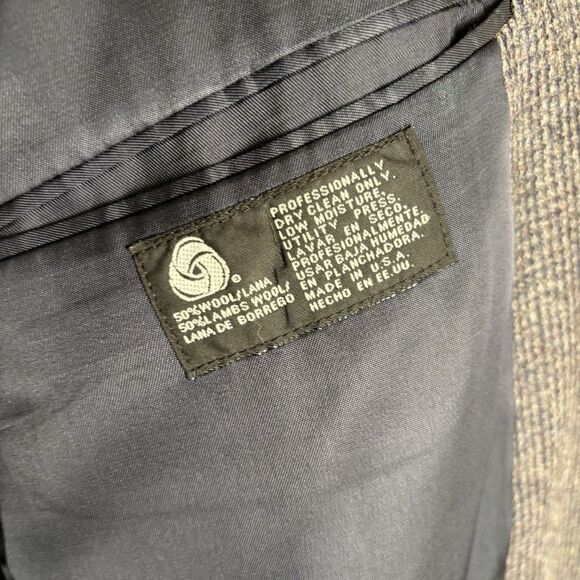 ©
50% WOOL/LANA
50% LAMBS WOOL/
LANA DE BORREGO
PROFESSIONALLY
DRY CLEAN ONLY.
LOW MOISTURE,
UTILITY PRESS.
LAVAR EN SECO,
PROFESIONALMENTE.
USAR BAJA HUMEDAD
EN PLANCHADORA.
MADE IN U.S.A.
HECHO EN EE.UU.